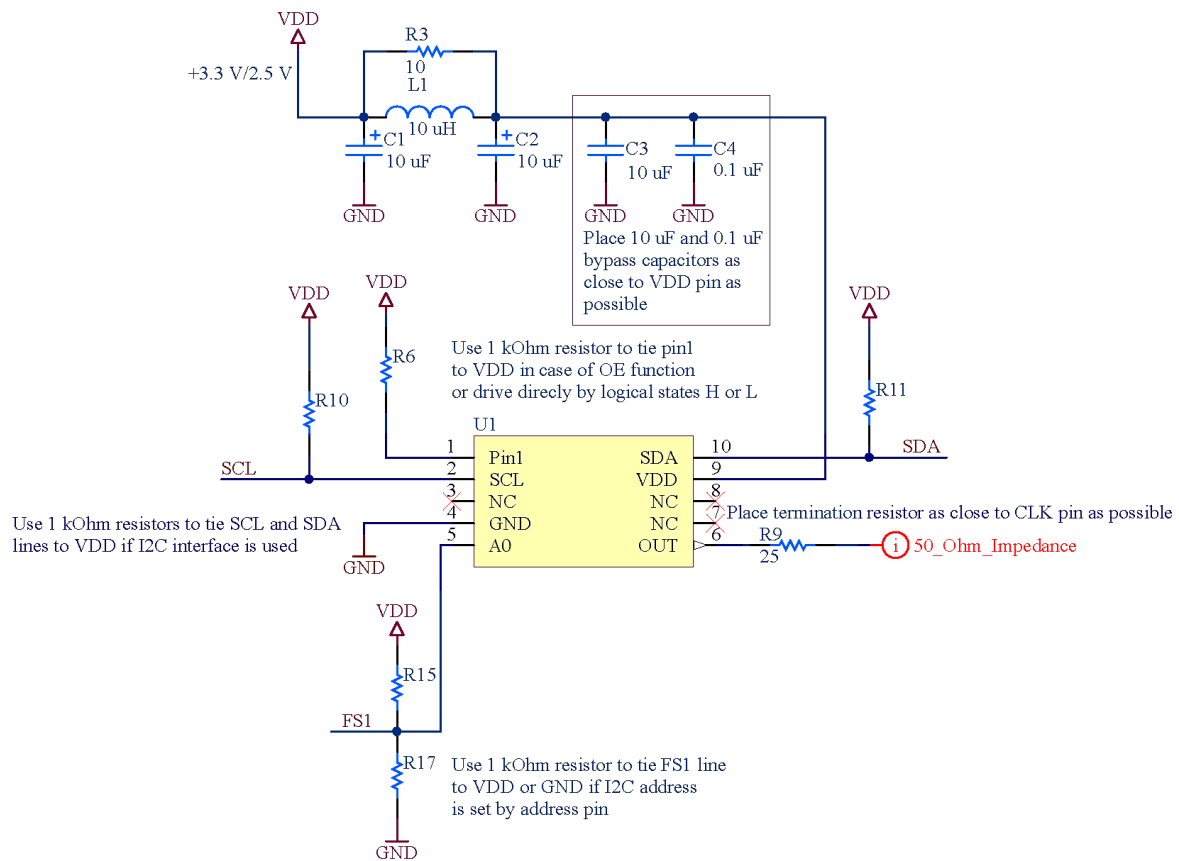 VDD
R3
+3.3 V/2.5 V
10
L1
10 uH
C1
10 uF
C2
10 uF
C3
10 uF
C4
0.1 uF
GND
GND
GND
GND
Place 10 uF and 0.1 uF
bypass capacitors as
close to VDD pin as
possible
VDD
VDD
VDD
R6
R10
R11
Use 1 kOhm resistor to tie pin1
to VDD in case of OE function
or drive direcly by logical states H or L
U1
1
Pin1
2
SCL
3
NC
4
GND
5
A0
SDA
10
VDD
9
NC
8
NC
7
OUT
6
SCL
SDA
Use 1 kOhm resistors to tie SCL and SDA
lines to VDD if I2C interface is used
GND
Place termination resistor as close to CLK pin as possible
R9
25
i
50_Ohm_Impedance
VDD
R15
FS1
R17
GND
Use 1 kOhm resistor to tie FS1 line
to VDD or GND if I2C address
is set by address pin